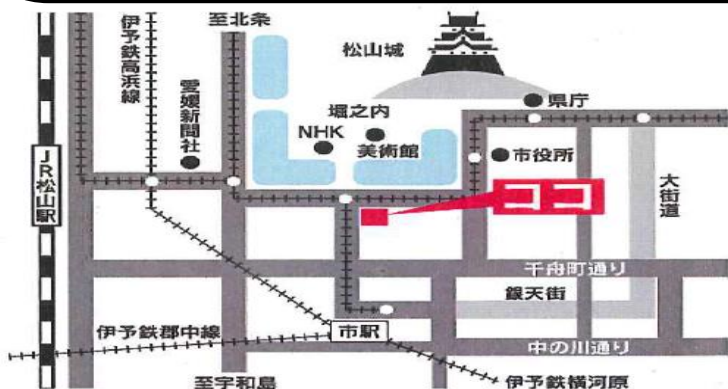 至北条
伊予鉄高浜線
松山城
愛媛新聞社
県庁
堀之内
NHK
美術館
市役所
JR松山駅
ココ
大街道
千舟町通り
銀天街
伊予鉄郡中線
市駅
中の川通り
至宇和島
伊予鉄横河原